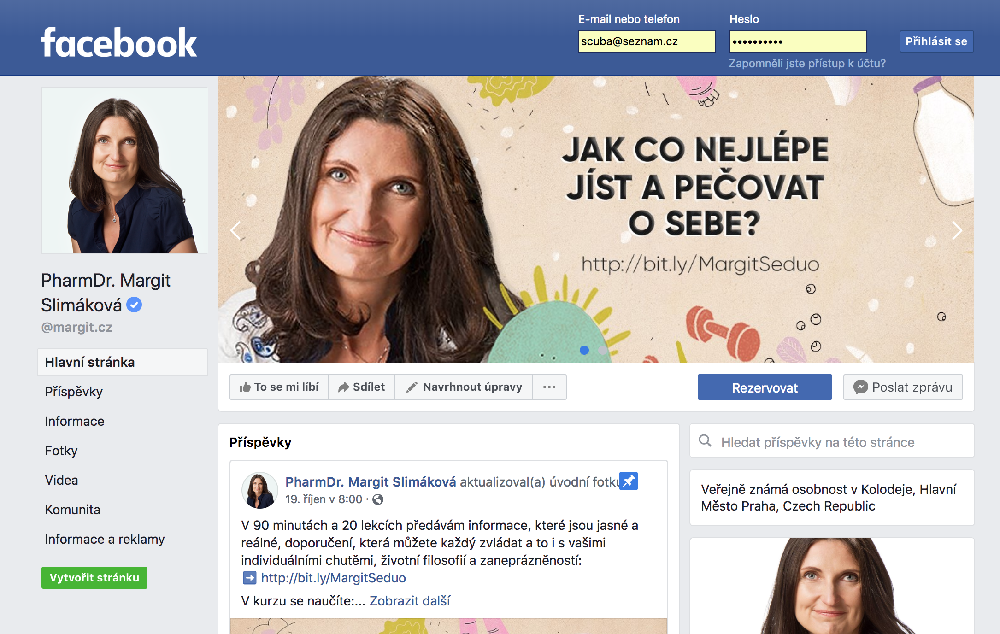 facebook
E-mail nebo telefon
Heslo
scuba@seznam.cz
••••••••••
Přihlásit se
Zapomněli jste přístup k účtu?
JAK CO NEJLÉPE
JÍST A PEČOVAT
O SEBE?
http://bit.ly/MargitSeduo
PharmDr. Margit
Slimáková
@margit.cz
Hlavní stránka
Příspěvky
Informace
Fotky
Videa
Komunita
Informace a reklamy
Vytvořit stránku
To se mi líbí
Sdílet
Navrhnout úpravy
Rezervovat
Poslat zprávu
Příspěvky
PharmDr. Margit Slimáková aktualizoval(a) úvodní fotku
19. říjen v 8:00 ·
V 90 minutách a 20 lekcích předávám informace, které jsou jasné a
reálné, doporučení, která můžete každý zvládat a to i s vašimi
individuálními chutěmi, životní filosofií a zaneprázněností:
➡ http://bit.ly/MargitSeduo
V kurzu se naučíte:... Zobrazit další
Hledat příspěvky na této stránce
Veřejně známá osobnost v Kolodeje, Hlavní
Město Praha, Czech Republic